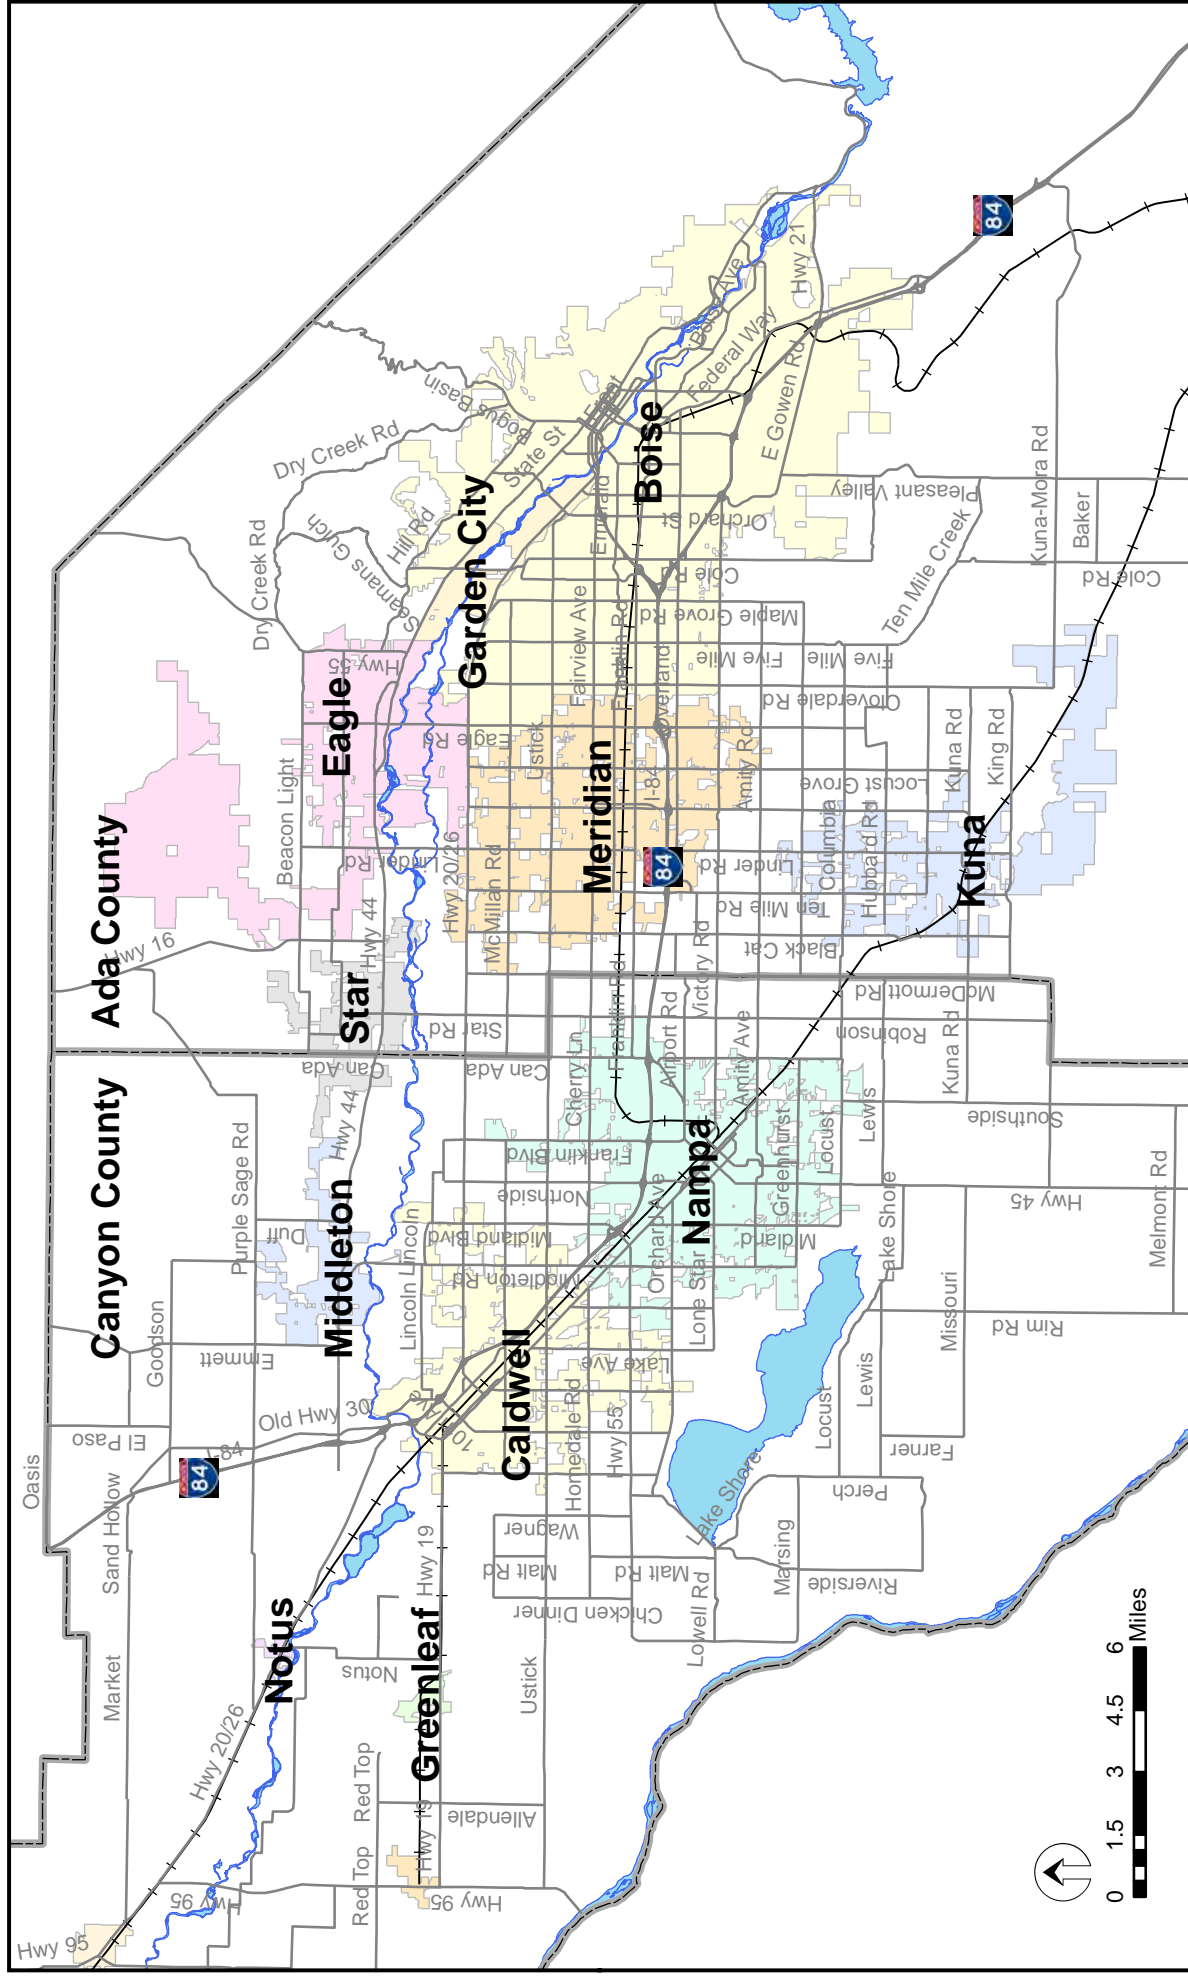 Canyon County
Ada County
Oasis
Hwy 95
Market
Sand Hollow
El Paso
Goodson
Hwy 16
84
I-84
Hwy 20/26
Hwy 95
Notus
Old Hwy 30
Emmett
Purple Sage Rd
Duff
Middleton
Hwy 44
Can Ada
Star
Hwy 44
Beacon Light
Linder Rd
Eagle
Hwy 55
Dry Creek Rd
Dry Creek Rd
Seamans Gulch
Hill Rd
Bogus Basin
State St
Front
Red Top
Red Top
Notus
Hwy 19
Greenleaf
Hwy 19
Hwy 95
Allendale
Ustick
Chicken Dinner
Matt Rd
Matt Rd
Wagner
Caldwell
10th
Homedale Rd
Hwy 55
Lake Ave
Lincoln
Lincoln
Middleton Rd
Midland Blvd
Northside
Franklin Blvd
Can Ada
Cherry Ln
Star Rd
McMillan Rd
Hwy 20/26
Eagle Rd
Ustick
Garden City
Fairview Ave
Emerald
Franklin Rd
Franklin Rd
Meridian
I-84
Overland
84
Boise
Boise Ave
Federal Way
E Gowen Rd
Hwy 21
84
Orchard St
Cole Rd
Maple Grove Rd
Five Mile
Five Mile
Cloverdale Rd
Amity Rd
Locust Grove
Linder Rd
Ten Mile Rd
Ten Mile
Black Cat
Victory Rd
Airport Rd
Amity Ave
Nampa
Orchard Ave
Lone Star
Midland
Greenhurst
Locust
Lewis
Lake Shore
Lake Shore
Lowell Rd
Marsing
Riverside
Perch
Locust
Lewis
Farner
Missouri
Rim Rd
Hwy 45
Melmont Rd
Southside
Kuna Rd
Robinson
McDermott Rd
Columbia
Hubbard Rd
Kuna
Kuna Rd
King Rd
Ten Mile Creek
Pleasant Valley
Kuna-Mora Rd
Baker
Cole Rd
0 1.5 3 4.5 6
Miles